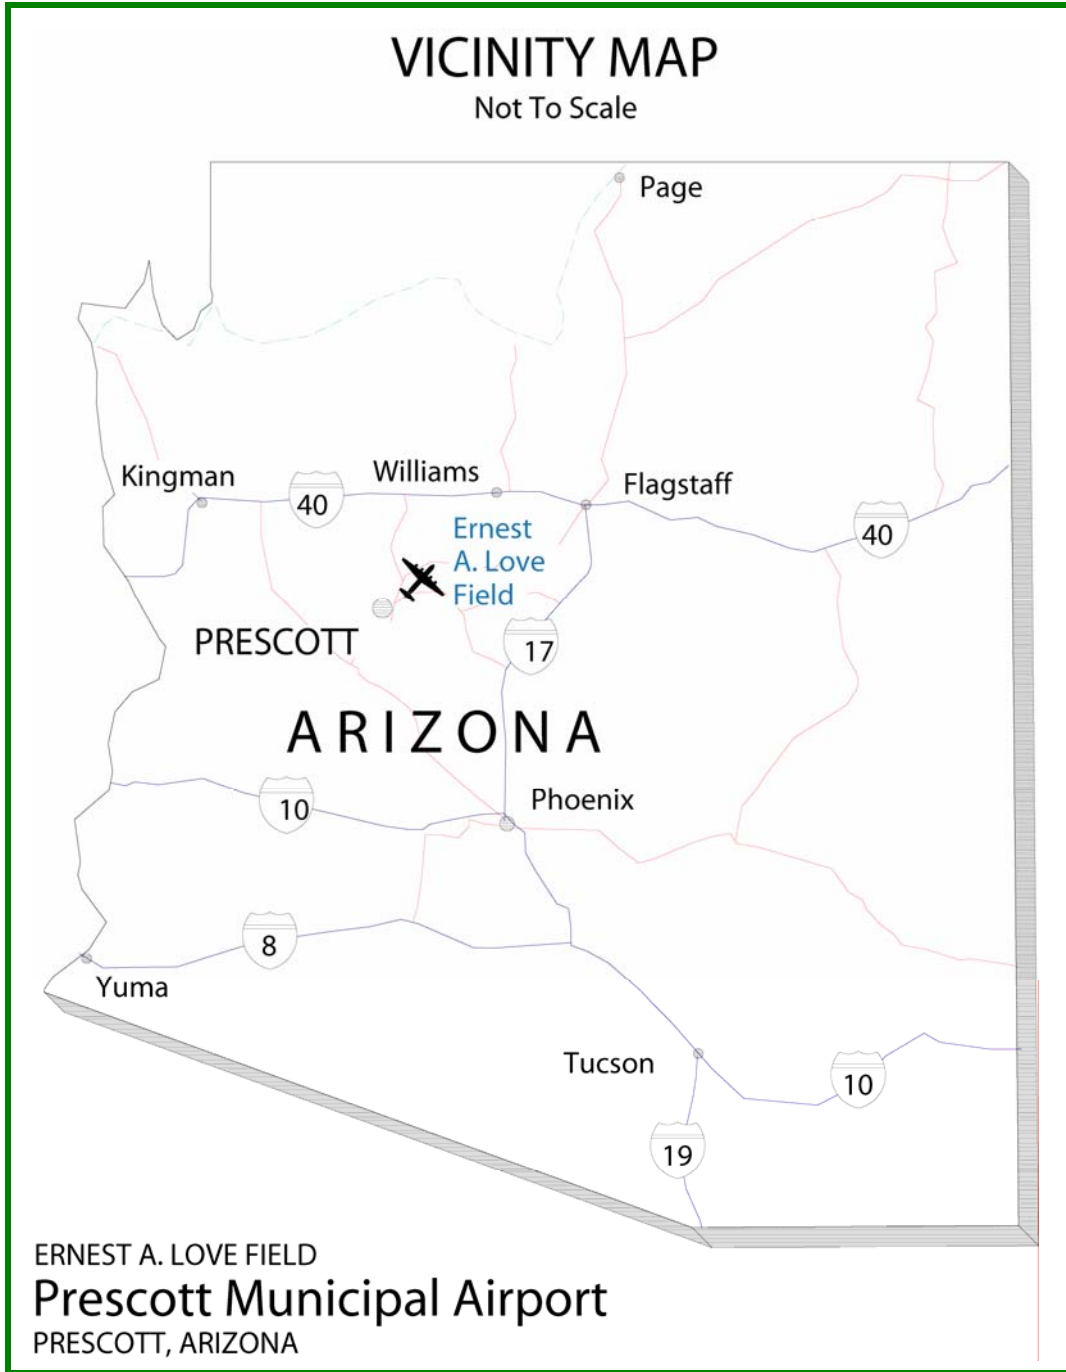 VICINITY MAP
Not To Scale
Page
Kingman
40
Williams
Flagstaff
40
Ernest
A. Love
Field
PRESCOTT
17
ARIZONA
10
Phoenix
8
Yuma
Tucson
10
19
ERNEST A. LOVE FIELD
Prescott Municipal Airport
PRESCOTT, ARIZONA